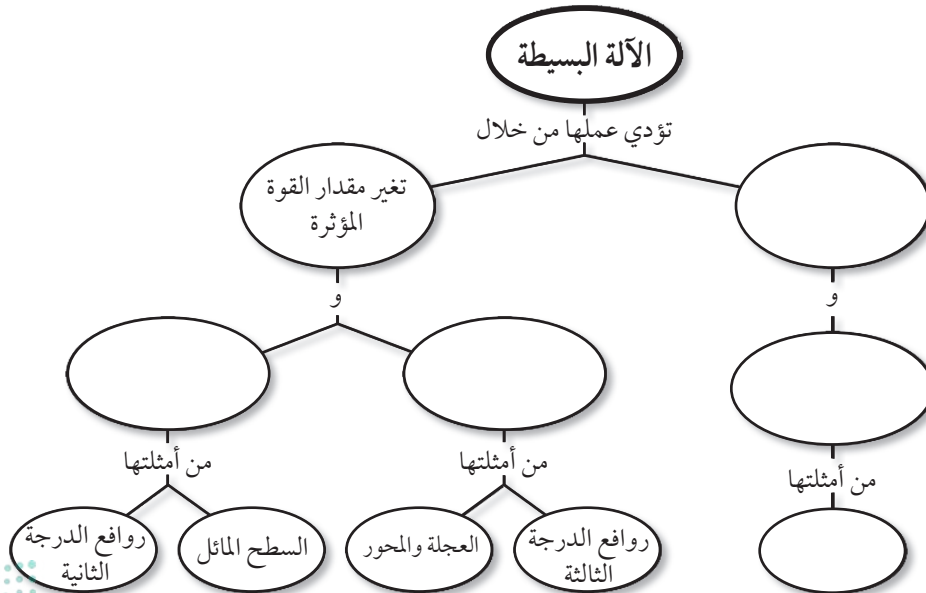 الآلة البسيطة
تؤدي عملها من خلال
تغير مقدار القوة
المؤثرة
و
و
من أمثلتها
من أمثلتها
من أمثلتها
روافع الدرجة
الثالثة
العجلة والمحور
السطح المائل
روافع الدرجة
الثانية